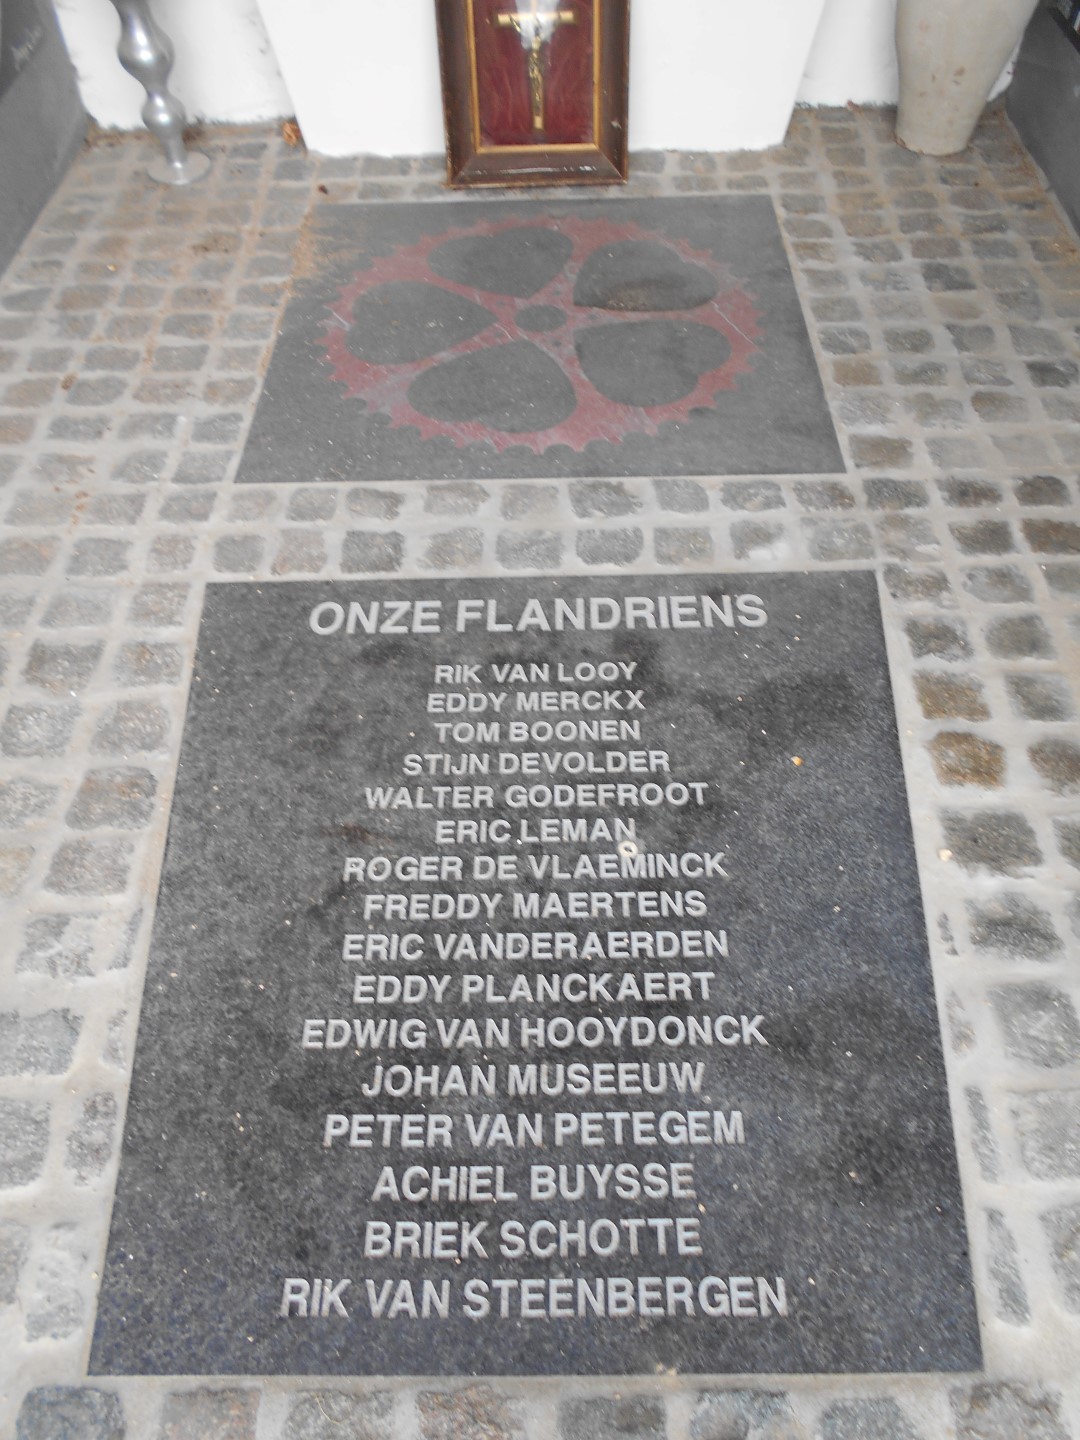 ONZE FLANDRIENS
RIK VAN LOOY
EDDY MERCKX
TOM BOONEN
STIJN DEVOLDER
WALTER GODEFROOT
ERIC LEMAN
ROGER DE VLAEMINCK
FREDDY MAERTENS
ERIC VANDERAERDEN
EDDY PLANCKAERT
EDWIG VAN HOOYDONCK
JOHAN MUSEEUW
PETER VAN PETEGEM
ACHIEL BUYSSE
BRIEK SCHOTTE
RIK VAN STEENBERGEN